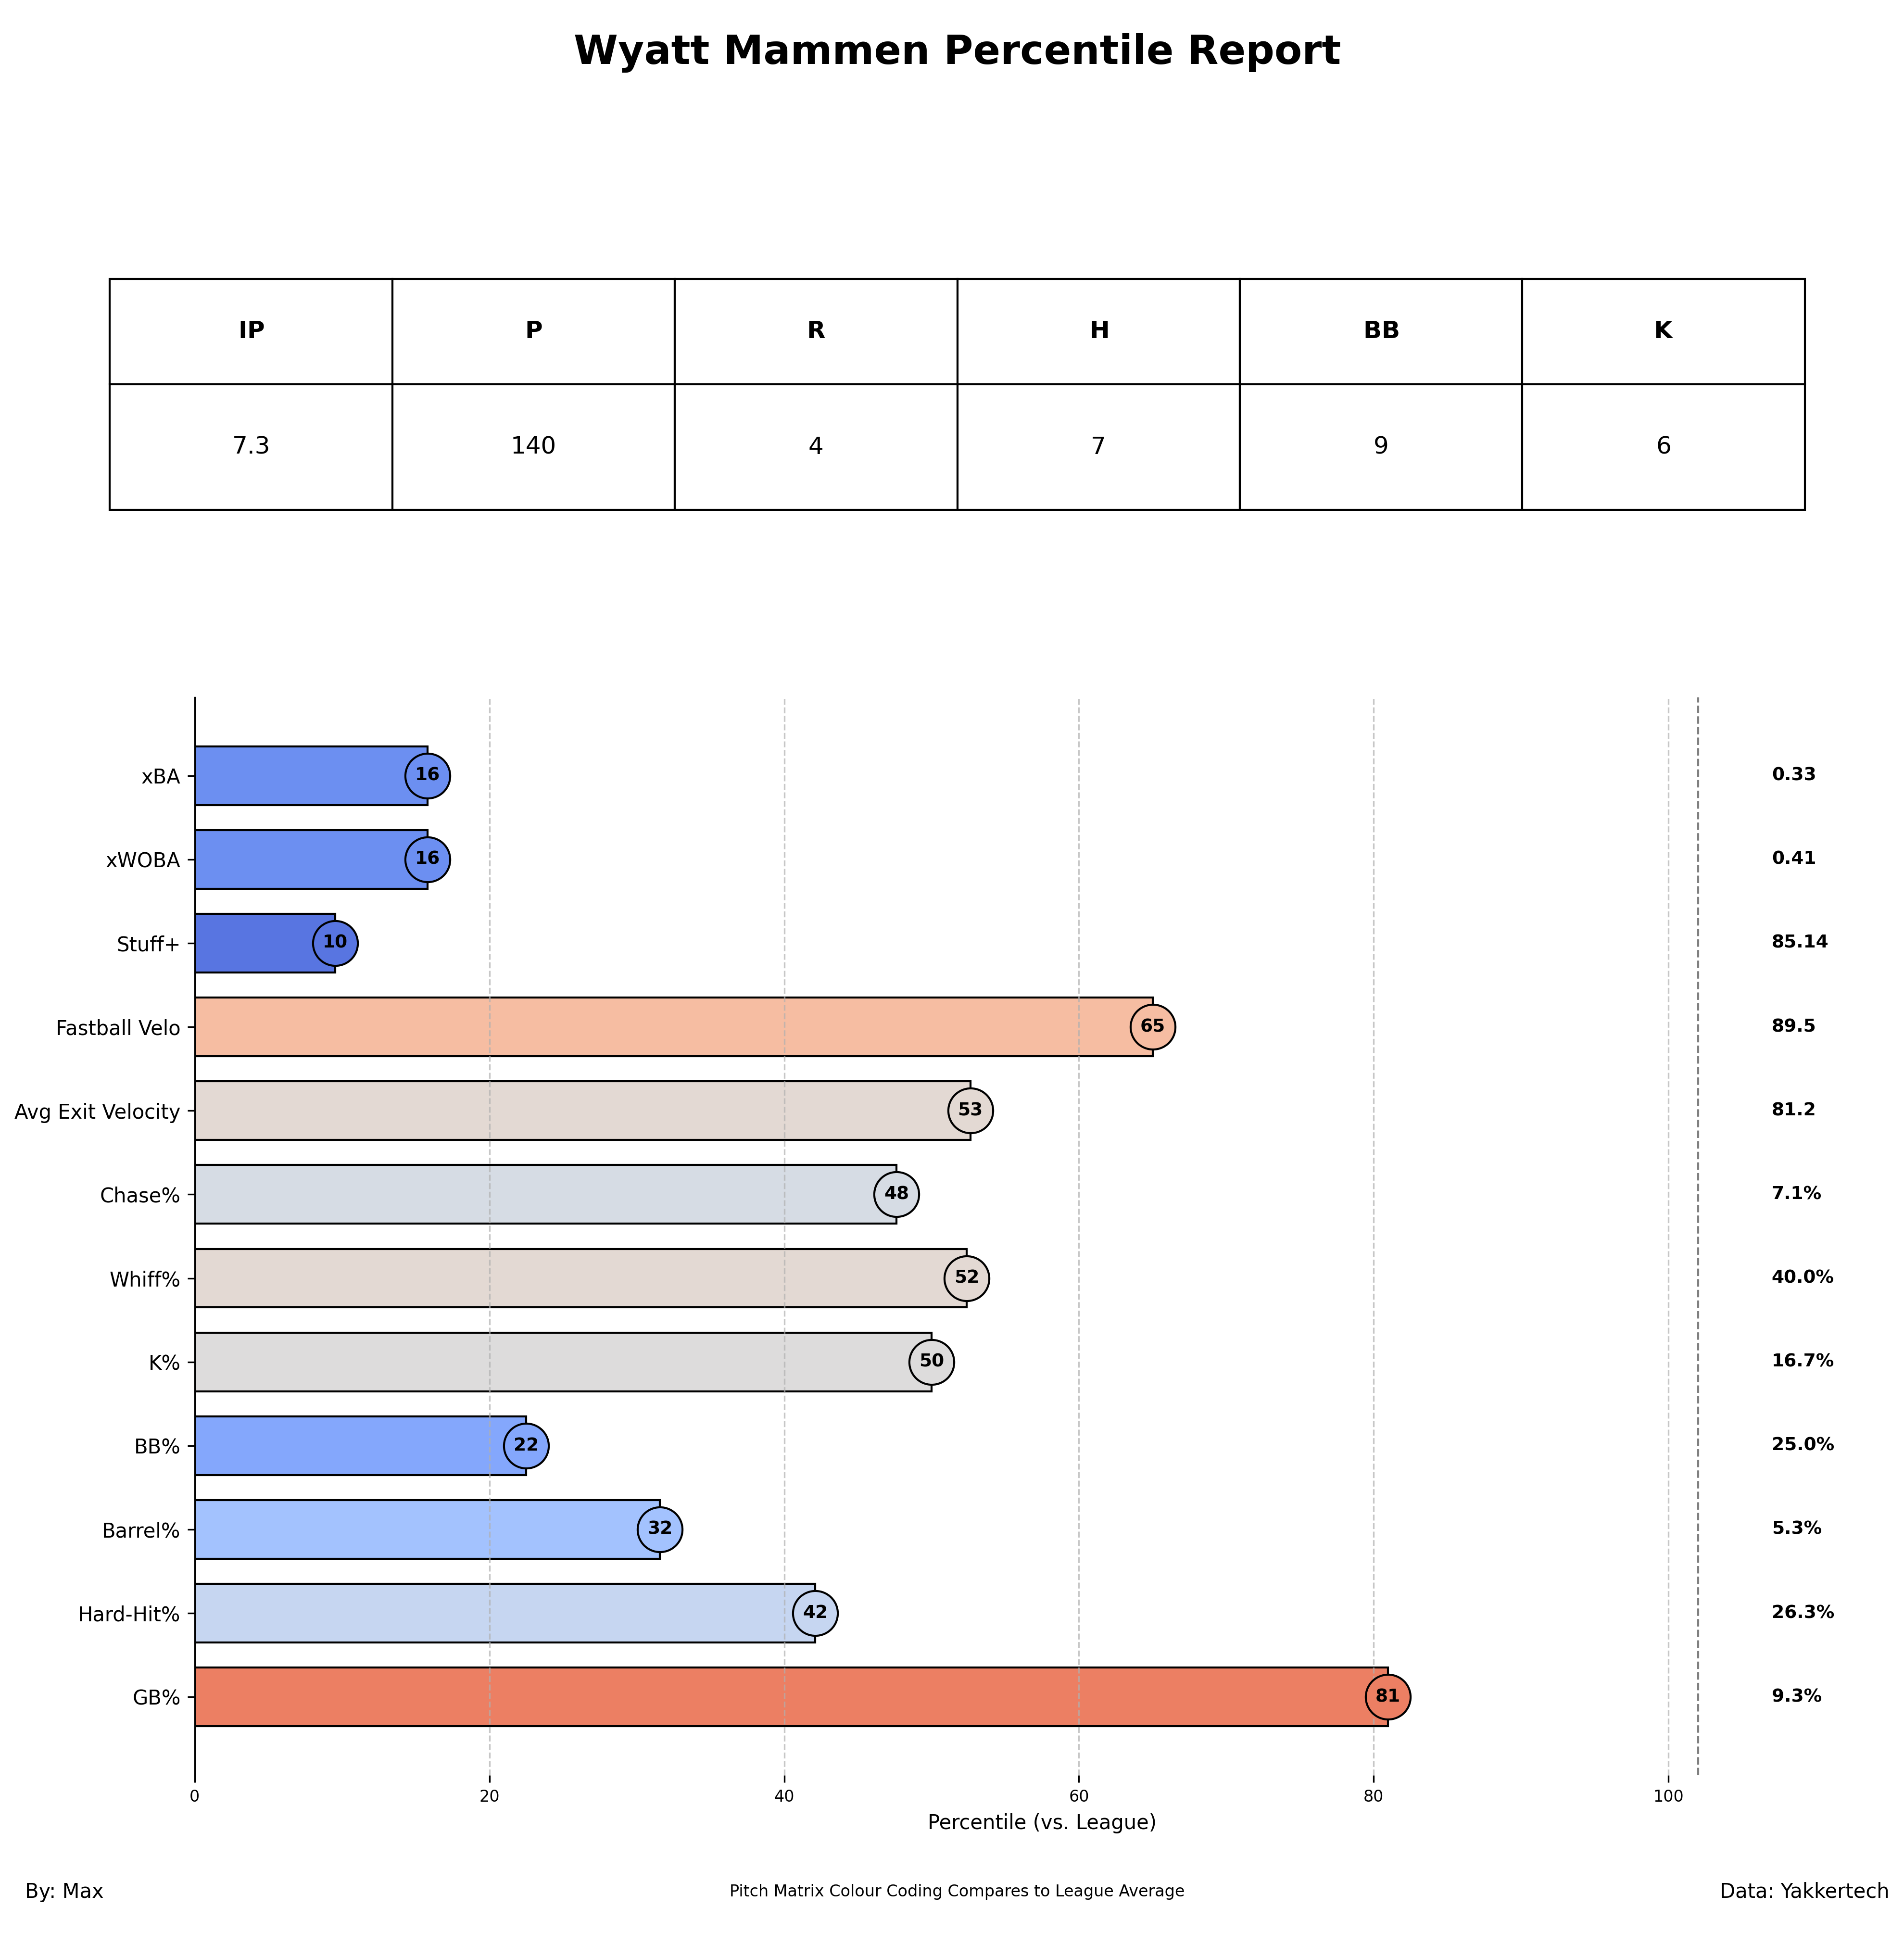 Wyatt Mammen Percentile Report
IP P R H BB K
7.3 140 4 7 9 6
xBA 16 0.33
xWOBA 16 0.41
Stuff+ 10 85.14
Fastball Velo 65 89.5
Avg Exit Velocity 53 81.2
Chase% 48 7.1%
Whiff% 52 40.0%
K% 50 16.7%
BB% 22 25.0%
Barrel% 32 5.3%
Hard-Hit% 42 26.3%
GB% 81 9.3%
0 20 40 60 80 100
Percentile (vs. League)
By: Max Pitch Matrix Colour Coding Compares to League Average Data: Yakkertech